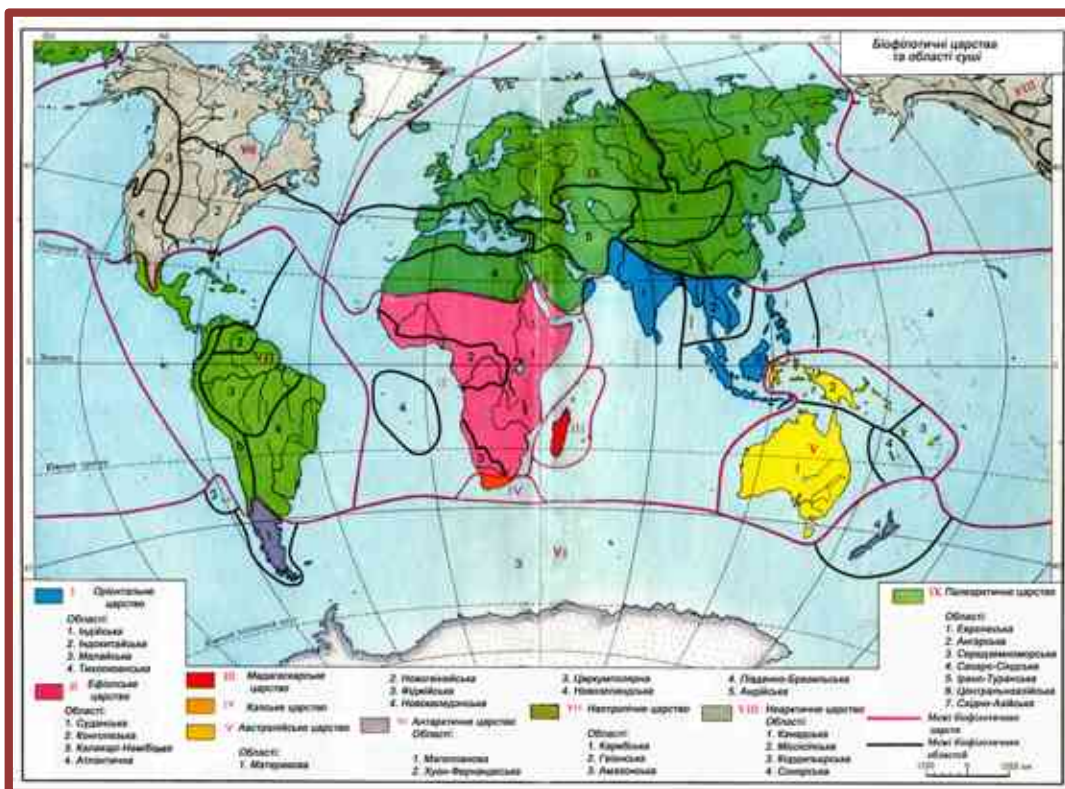 Біофілотичні царства
та області суші
I Орієнтальне
царство
Області:
1. Індійська
2. Індокитайська
3. Малайська
4. Тихоокеанська
II Ефіопське
царство
Області:
1. Суданська
2. Конголезька
3. Калахарі-Намібійська
4. Атлантична
III Мадагаскарське
царство
IV Капське царство
V Австралійське царство
Області:
1. Материкова
2. Новогвінейська
3. Фіджійська
4. Новокаледонська
VI Антарктичне царство
Області:
1. Магелланова
2. Хуан-Фернандеська
3. Циркумполярна
4. Новозеландська
VII Неотропічне царство
Області:
1. Карибська
2. Гвіанська
3. Амазонська
4. Південно-Бразильська
5. Андійська
VIII Неарктичне царство
Області:
1. Канадська
2. Міссісіпська
3. Кордильєрська
4. Сонорська
IX Палеарктичне царство
Області:
1. Європейська
2. Ангарська
3. Середземноморська
4. Сахаро-Сіндська
5. Ірано-Туранська
6. Центральноазійська
7. Східно-Азійська
Межі біофілотичних
царств
Межі біофілотичних
областей